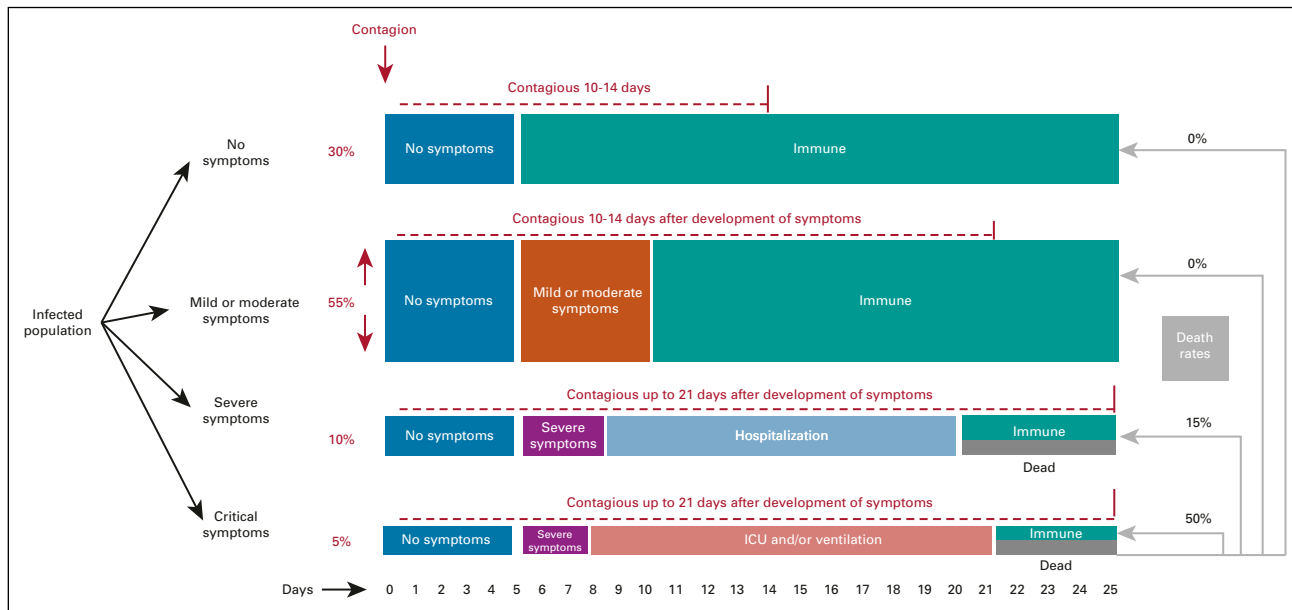 Contagion
Contagious 10-14 days
No
symptoms
30%
No symptoms
Immune
0%
Contagious 10-14 days after development of symptoms
Infected
population
Mild or moderate
symptoms
55%
No symptoms
Mild or moderate
symptoms
Immune
0%
Death
rates
Contagious up to 21 days after development of symptoms
Severe
symptoms
10%
No symptoms
Severe
symptoms
Hospitalization
Immune
Dead
15%
Contagious up to 21 days after development of symptoms
Critical
symptoms
5%
No symptoms
Severe
symptoms
ICU and/or ventilation
Immune
Dead
50%
Days 0 1 2 3 4 5 6 7 8 9 10 11 12 13 14 15 16 17 18 19 20 21 22 23 24 25